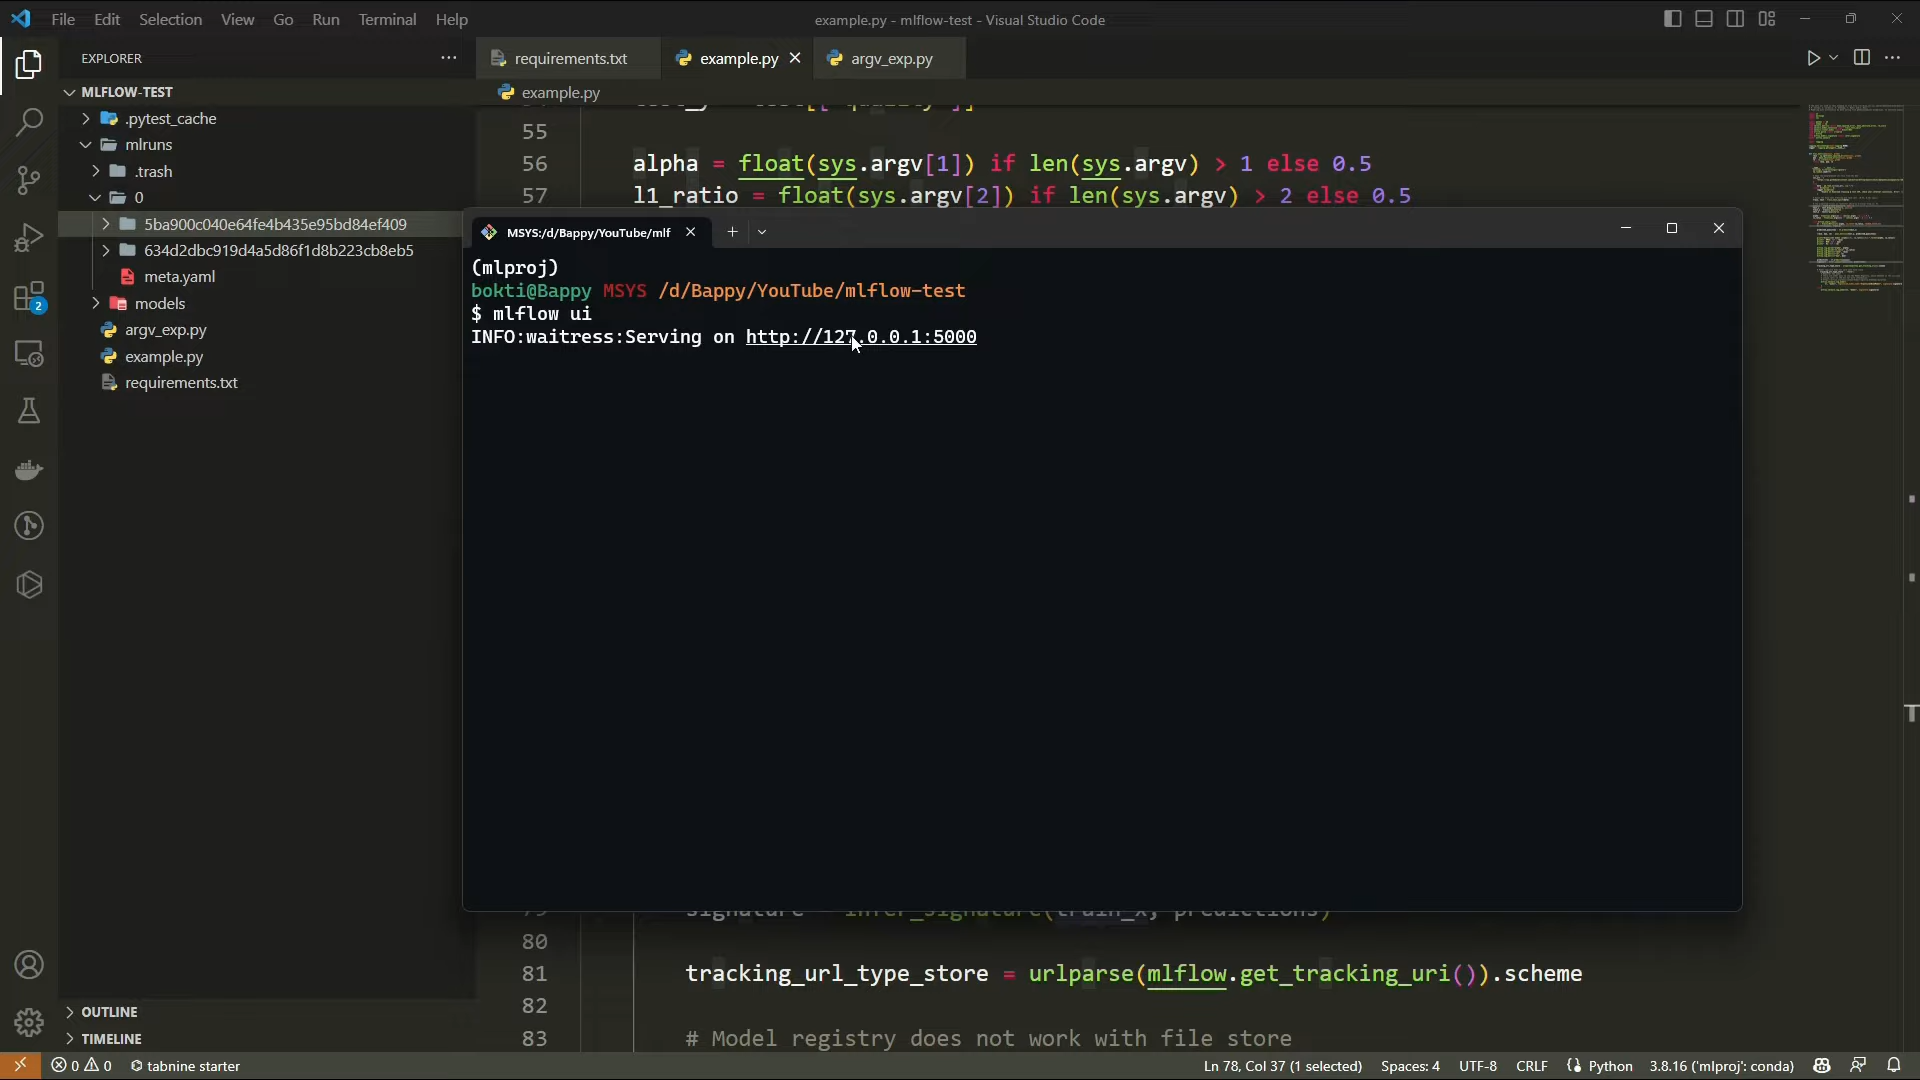 File Edit Selection View Go Run Terminal Help
example.py - mlflow-test - Visual Studio Code
EXPLORER
requirements.txt
example.py
argv_exp.py
MLFLOW-TEST
.pytest_cache
mlruns
.trash
0
5ba900c040e64fe4b435e95bd84ef409
634d2dbc919d4a5d86f1d8b223cb8eb5
meta.yaml
models
argv_exp.py
example.py
requirements.txt
2
OUTLINE
TIMELINE
example.py
55
56 alpha = float(sys.argv[1]) if len(sys.argv) > 1 else 0.5
57 l1_ratio = float(sys.argv[2]) if len(sys.argv) > 2 else 0.5
MSYS:/d/Bappy/YouTube/mlf
(mlproj)
bokti@Bappy MSYS /d/Bappy/YouTube/mlflow-test
$ mlflow ui
INFO:waitress:Serving on http://127.0.0.1:5000
80
81 tracking_url_type_store = urlparse(mlflow.get_tracking_uri()).scheme
82
83 # Model registry does not work with file store
0 0 tabnine starter
Ln 78, Col 37 (1 selected) Spaces: 4 UTF-8 CRLF Python 3.8.16 ('mlproj': conda)